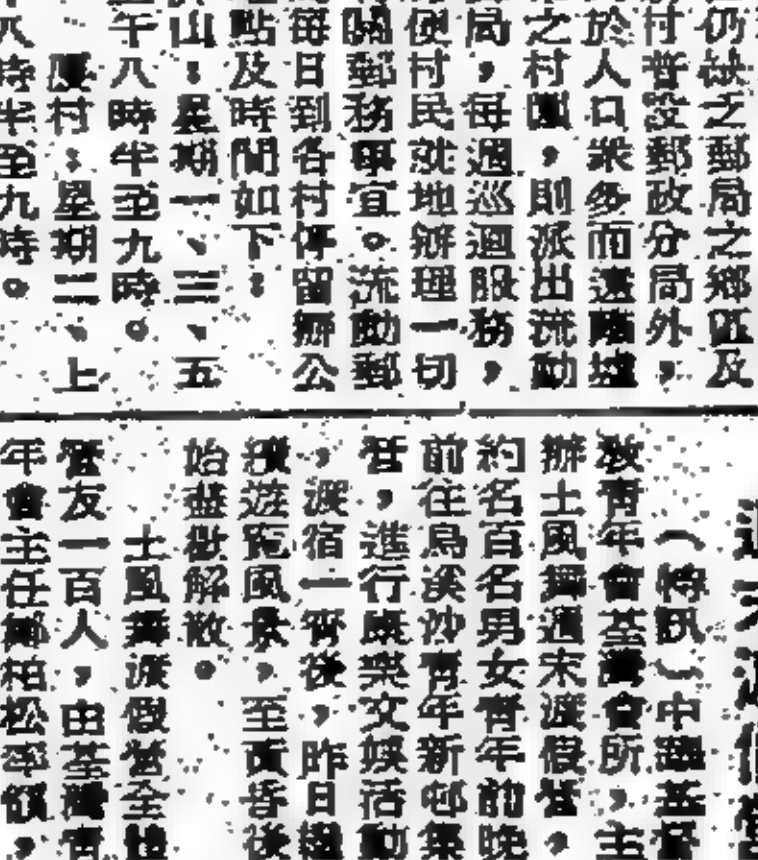 仍缺乏郵局之鄉區及
村普設郵政分局外，
於人口衆多而遠離墟
之村圍，則派出流動
局，每週巡迴服務，
便村民就地辦理一切
關郵務事宜。流動郵
每日到各村停留辦公
點及時間如下：
山：星期一、三、五
午八時半至九時。
村：星期二、上
八時半至九時。
（特訊）中華基督
教青年會荃灣會所，主
辦士風舞週末渡假營，
約名百名男女青年前晚
前往烏溪沙青年新邨集
營，進行康樂文娛活動
，渡宿一宵後，昨日繼
續遊覽風景，至黃昏後
始盡歡解散。
士風舞渡假營全體
營友一百人，由荃灣青
年會主任鄭柏松率領，